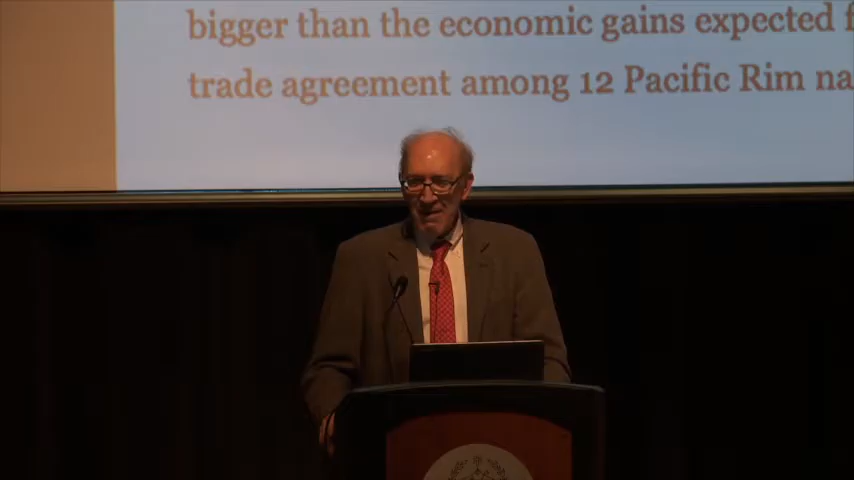 bigger than the economic gains expected
trade agreement among 12 Pacific Rim